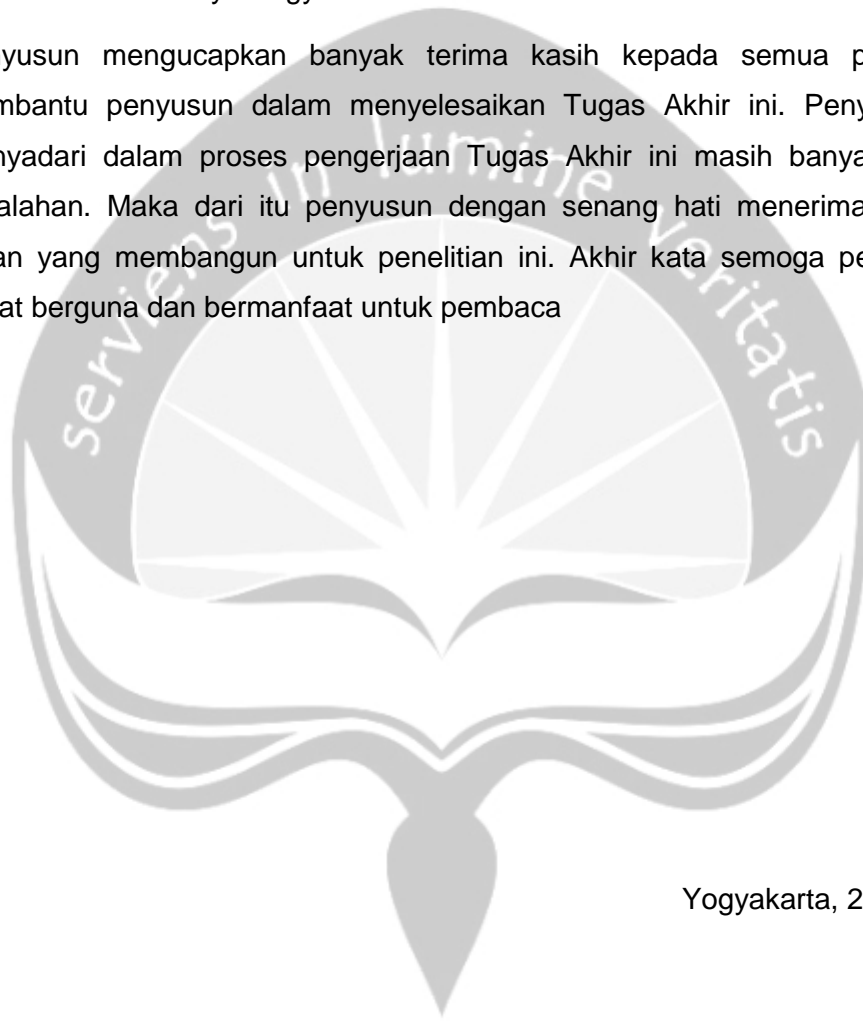 nyusun mengucapkan banyak terima kasih kepada semua p
mbantu penyusun dalam menyelesaikan Tugas Akhir ini. Peny
nyadari dalam proses pengerjaan Tugas Akhir ini masih banya
alahan. Maka dari itu penyusun dengan senang hati menerima
an yang membangun untuk penelitian ini. Akhir kata semoga pe
at berguna dan bermanfaat untuk pembaca
serviens in lumine veritatis
Yogyakarta, 2